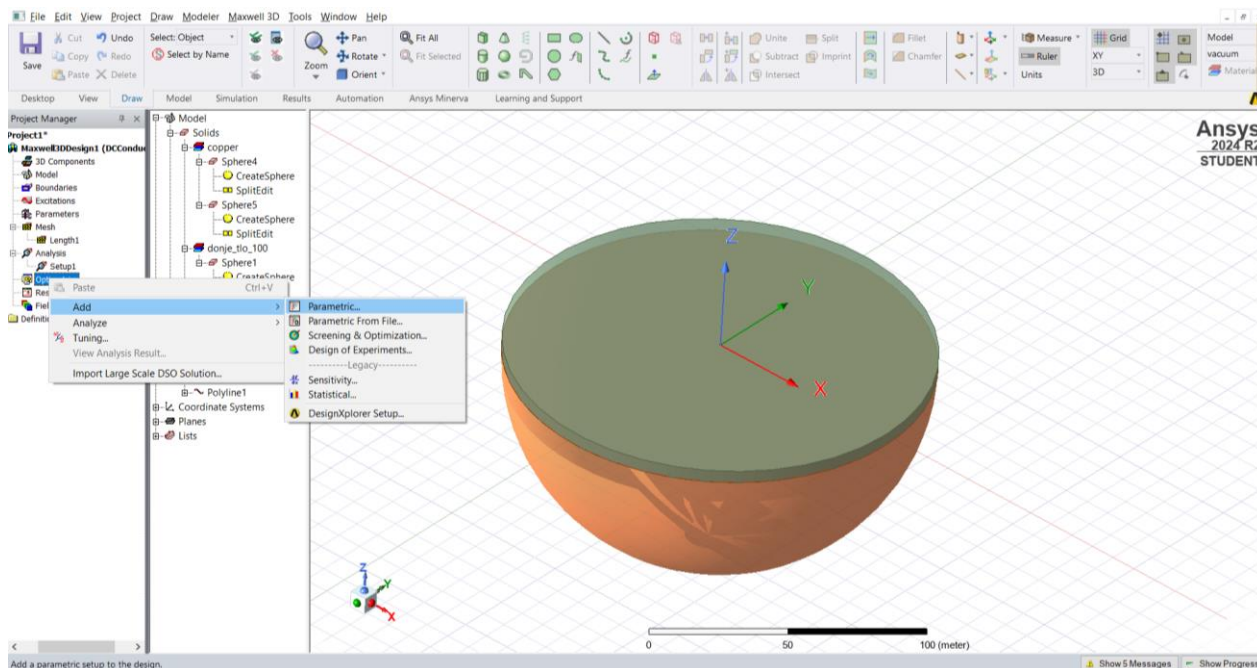 File Edit View Project Draw Modeler Maxwell 3D Tools Window Help
Save
Cut
Copy
Paste
Undo
Redo
Delete
Select: Object
Select by Name
Zoom
Pan
Rotate
Orient
Fit All
Fit Selected
Unite
Subtract
Intersect
Split
Imprint
Fillet
Chamfer
Measure
Ruler
Units
Grid
XY
3D
Model
vacuum
Material
Desktop View Draw Model Simulation Results Automation Ansys Minerva Learning and Support
Project Manager
Project1*
Maxwell3DDesign1 (DCCondu
3D Components
Model
Boundaries
Excitations
Parameters
Mesh
Length1
Analysis
Setup1
Res
Fiel
Definitio
Model
Solids
copper
Sphere4
CreateSphere
SplitEdit
Sphere5
CreateSphere
SplitEdit
donje_tlo_100
Sphere1
CreateSphere
Polyline1
Coordinate Systems
Planes
Lists
Paste Ctrl+V
Add
Analyze
Tuning...
View Analysis Result...
Import Large Scale DSO Solution...
Parametric...
Parametric From File...
Screening & Optimization...
Design of Experiments...
----------Legacy----------
Sensitivity...
Statistical...
DesignXplorer Setup...
Ansys
2024 R2
STUDENT
Z
Y
X
Z
Y
X
0 50 100 (meter)
Add a parametric setup to the design.
Show 5 Messages
Show Progress